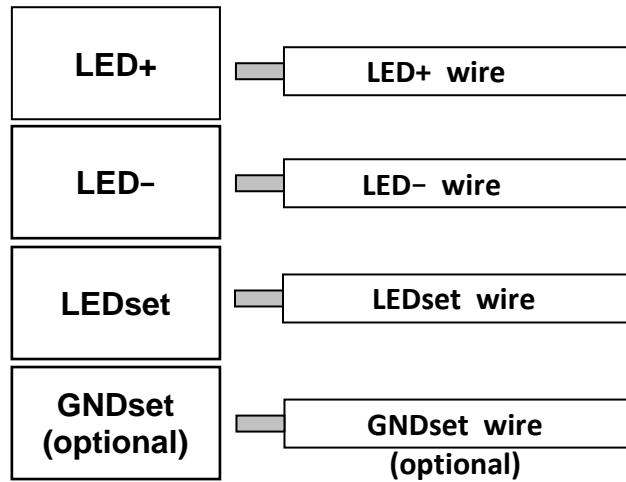 LED+
LED+ wire
LED−
LED− wire
LEDset
LEDset wire
GNDset
(optional)
GNDset wire
(optional)